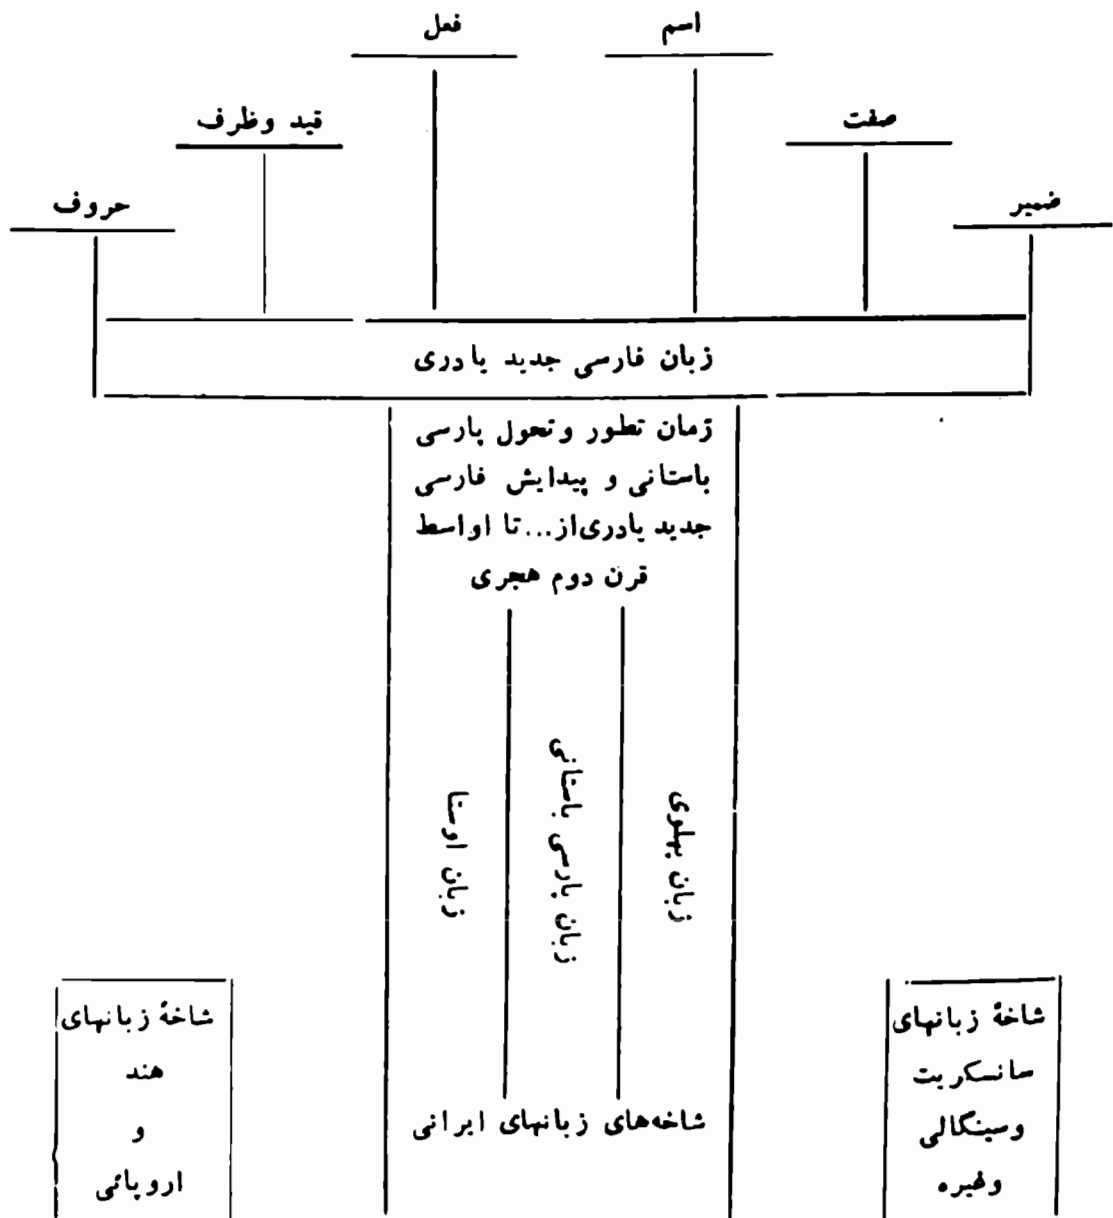 اسم
فعل
صفت
قید وظرف
ضمیر
حروف
زبان فارسی جدید یا دری
زمان تطور و تحول پارسی
باستانی و پیدایش فارسی
جدید یادری از... تا اواسط
قرن دوم هجری
زبان پهلوی
زبان پارسی باستانی
زبان اوستا
شاخه‌های زبانهای ایرانی
شاخهٔ زبانهای
سانسکریت
وسینگالی
وغیره
شاخهٔ زبانهای
هند
و
اروپائی